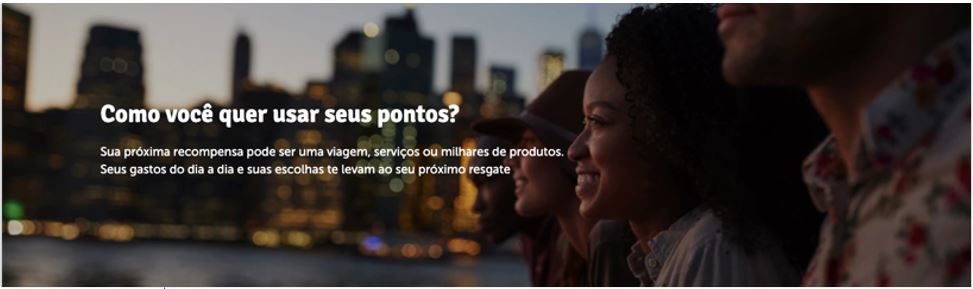 Como você quer usar seus pontos?
Sua próxima recompensa pode ser uma viagem, serviços ou milhares de produtos.
Seus gastos do dia a dia e suas escolhas te levam ao seu próximo resgate